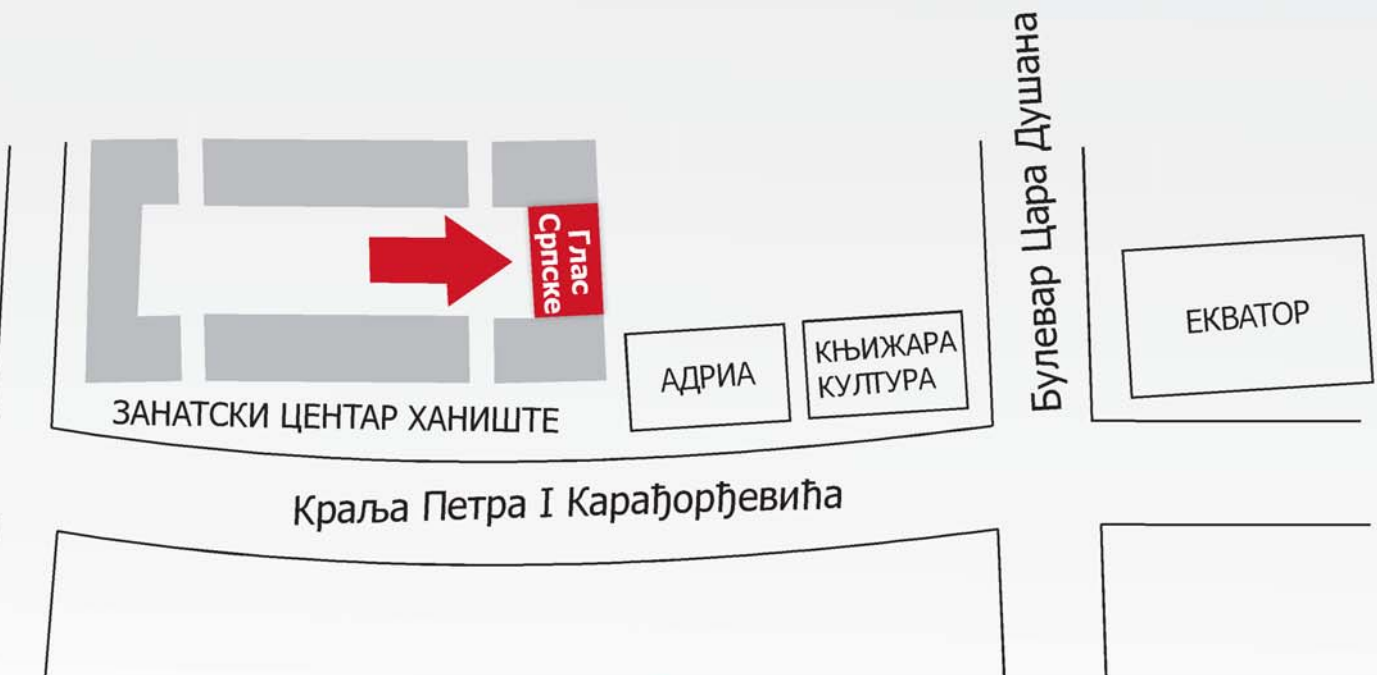 Булевар Цара Душана
Глас
Српске
ЕКВАТОР
КЊИЖАРА
КУЛТУРА
АДРИА
ЗАНАТСКИ ЦЕНТАР ХАНИШТЕ
Краља Петра I Карађорђевића